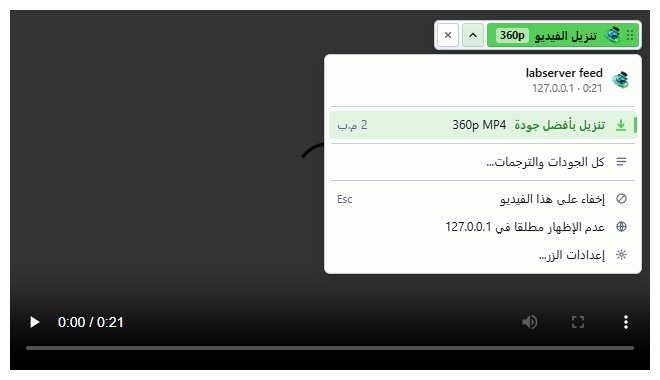 تنزيل الفيديو 360p
labserver feed
127.0.0.1 · 0:21
تنزيل بأفضل جودة 360p MP4 2 م.ب
كل الجودات والترجمات...
إخفاء على هذا الفيديو Esc
عدم الإظهار مطلقا في 127.0.0.1
إعدادات الزر...
0:00 / 0:21